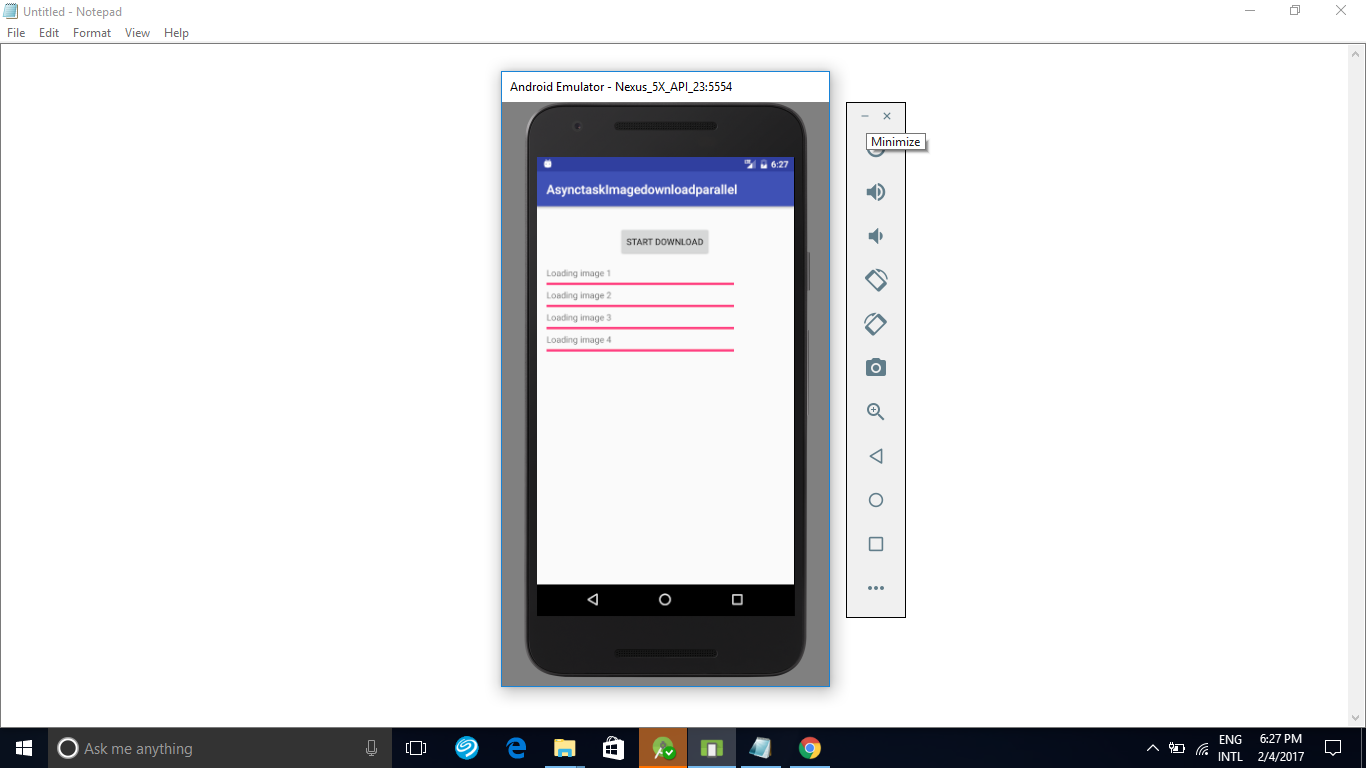 Untitled - Notepad
File Edit Format View Help
Android Emulator - Nexus_5X_API_23:5554
Minimize
6:27
AsynctaskImagedownloadparallel
START DOWNLOAD
Loading image 1
Loading image 2
Loading image 3
Loading image 4
Ask me anything
ENG
INTL
6:27 PM
2/4/2017